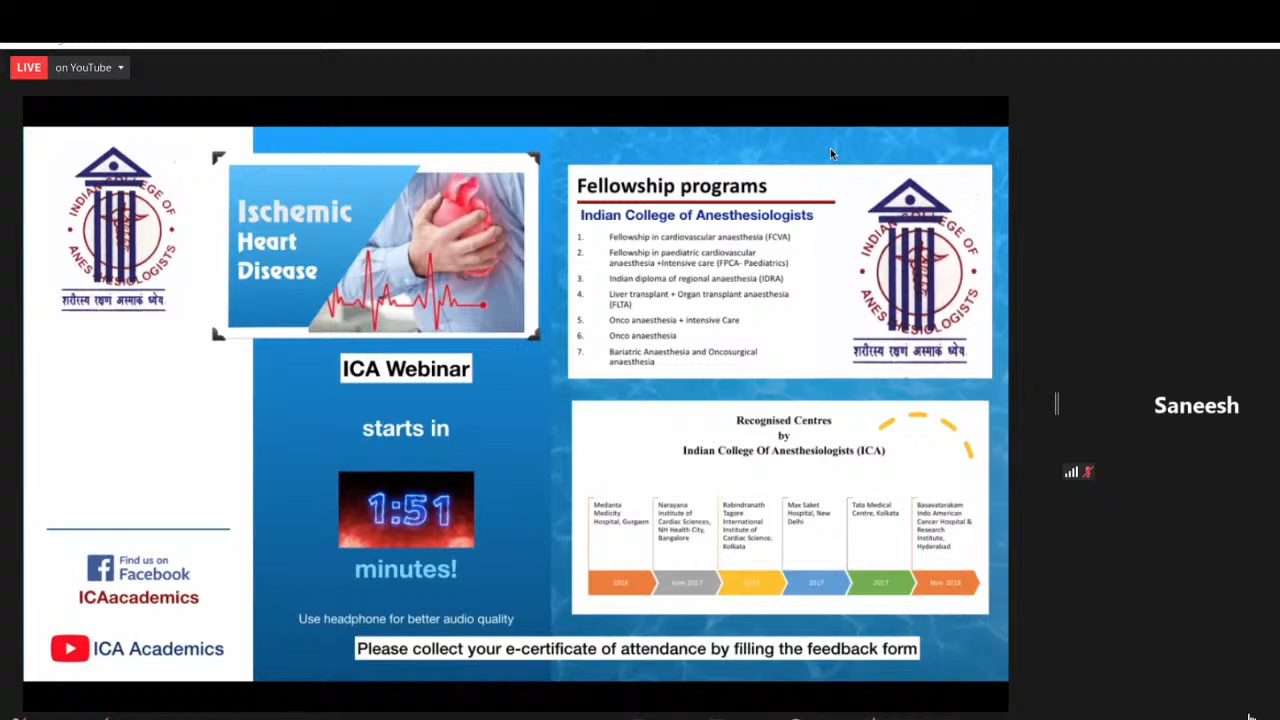 LIVE on YouTube
INDIAN COLLEGE OF ANESTHESIOLOGISTS
शरीरस्य रक्षणं अस्माकं ध्येय
Ischemic
Heart
Disease
ICA Webinar
starts in
1:51
minutes!
Use headphone for better audio quality
Please collect your e-certificate of attendance by filling the feedback form
Find us on
Facebook
ICAacademics
ICA Academics
Fellowship programs
Indian College of Anesthesiologists
1. Fellowship in cardiovascular anaesthesia (FCVA)
2. Fellowship in paediatric cardiovascular
anaesthesia +Intensive care (FPCA- Paediatrics)
3. Indian diploma of regional anaesthesia (IDRA)
4. Liver transplant + Organ transplant anaesthesia
(FLTA)
5. Onco anaesthesia + intensive Care
6. Onco anaesthesia
7. Bariatric Anaesthesia and Oncosurgical
anaesthesia
INDIAN COLLEGE OF ANESTHESIOLOGISTS
शरीरस्य रक्षणं अस्माकं ध्येय
Recognised Centres
by
Indian College Of Anesthesiologists (ICA)
Medanta
Medicity
Hospital, Gurgaon
Narayana
Institute of
Cardiac Sciences,
NH Health City,
Bangalore
Rabindranath
Tagore
International
Institute of
Cardiac Science,
Kolkata
Max Saket
Hospital, New
Delhi
Tata Medical
Centre, Kolkata
Basavatarakam
Indo American
Cancer Hospital &
Research
Institute,
Hyderabad
2016
June 2017
2017
2017
Nov. 2018
Saneesh